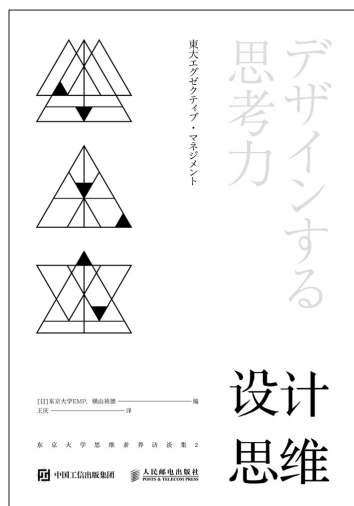 デザインする
思考力
東大エグゼクティブ・マネジメント
设计
思维
[日]东京大学EMP，横山祯德 编
王庆 译
东京大学思维素养访谈集2
中国工信出版集团
人民邮电出版社
POSTS & TELECOM PRESS